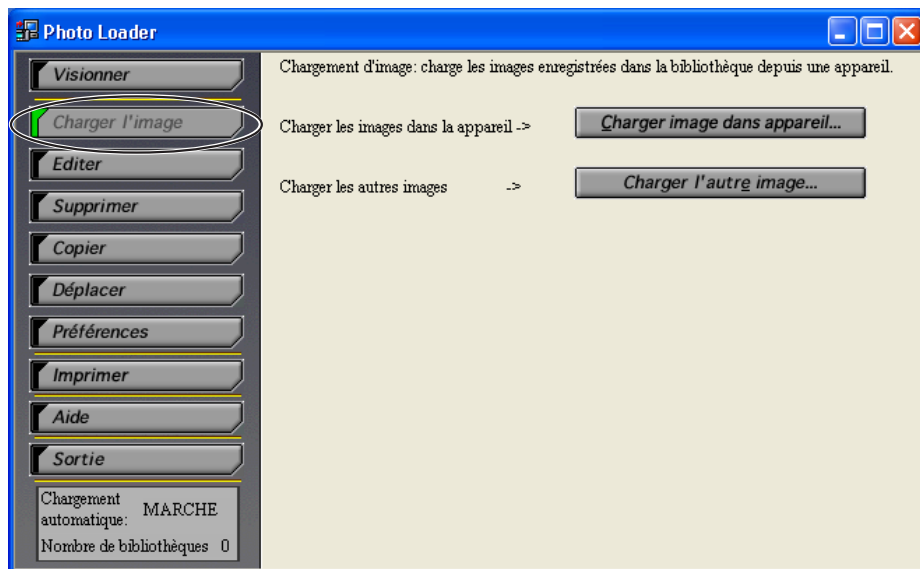 Photo Loader
Visionner
Charger l'image
Editer
Supprimer
Copier
Déplacer
Préférences
Imprimer
Aide
Sortie
Chargement
automatique: MARCHE
Nombre de bibliothèques 0
Chargement d'image: charge les images enregistrées dans la bibliothèque depuis une appareil.
Charger les images dans la appareil -> Charger image dans appareil...
Charger les autres images -> Charger l'autre image...